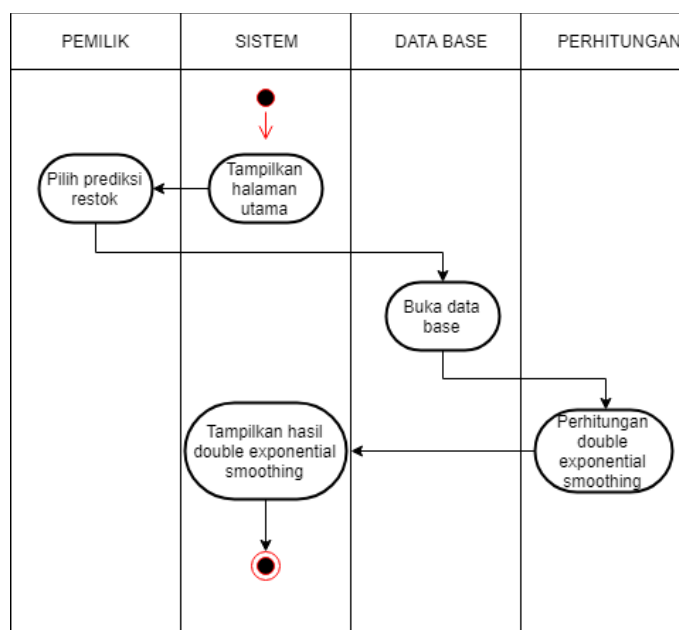 PEMILIK
SISTEM
DATA BASE
PERHITUNGAN
Tampilkan
halaman
utama
Pilih prediksi
restok
Buka data
base
Perhitungan
double
exponential
smoothing
Tampilkan hasil
double exponential
smoothing